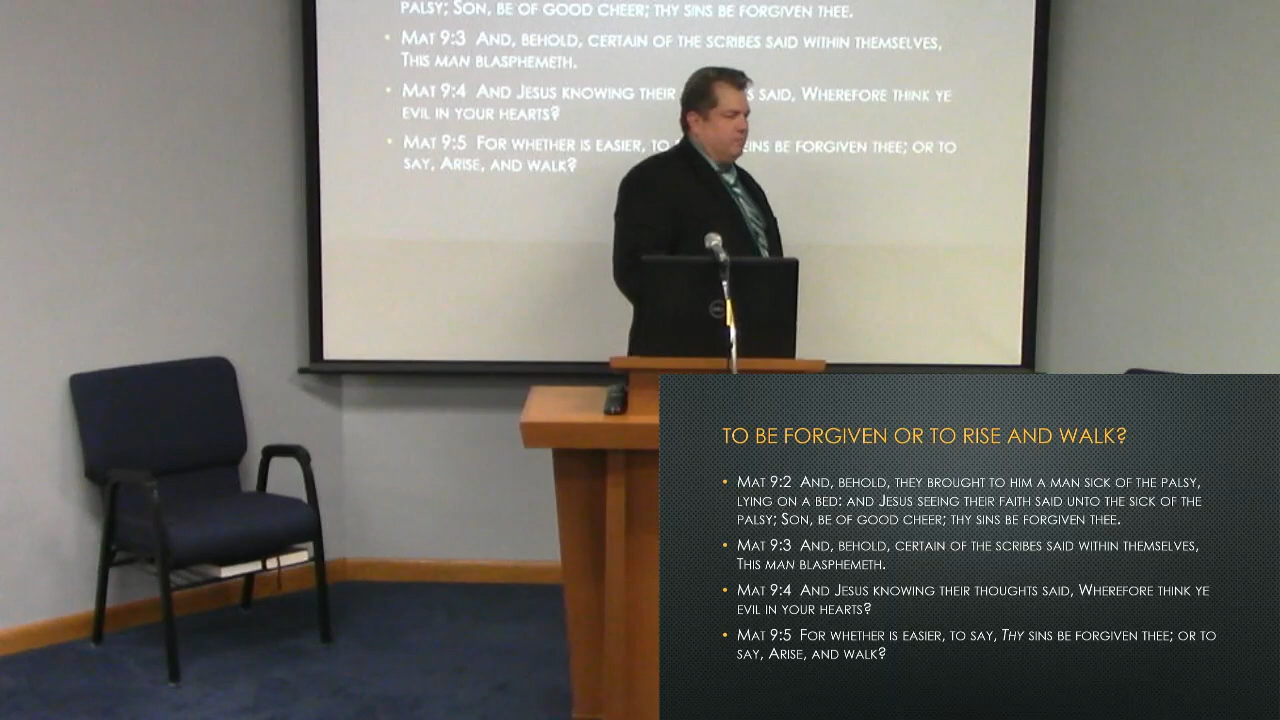 PALSY; SON, BE OF GOOD CHEER; THY SINS BE FORGIVEN THEE.
• MAT 9:3 AND, BEHOLD, CERTAIN OF THE SCRIBES SAID WITHIN THEMSELVES,
THIS MAN BLASPHEMETH.
• MAT 9:4 AND JESUS KNOWING THEIR S SAID, WHEREFORE THINK YE
EVIL IN YOUR HEARTS?
• MAT 9:5 FOR WHETHER IS EASIER, TO SINS BE FORGIVEN THEE; OR TO
SAY, ARISE, AND WALK?
DELL
TO BE FORGIVEN OR TO RISE AND WALK?
• MAT 9:2 AND, BEHOLD, THEY BROUGHT TO HIM A MAN SICK OF THE PALSY,
LYING ON A BED: AND JESUS SEEING THEIR FAITH SAID UNTO THE SICK OF THE
PALSY; SON, BE OF GOOD CHEER; THY SINS BE FORGIVEN THEE.
• MAT 9:3 AND, BEHOLD, CERTAIN OF THE SCRIBES SAID WITHIN THEMSELVES,
THIS MAN BLASPHEMETH.
• MAT 9:4 AND JESUS KNOWING THEIR THOUGHTS SAID, WHEREFORE THINK YE
EVIL IN YOUR HEARTS?
• MAT 9:5 FOR WHETHER IS EASIER, TO SAY, THY SINS BE FORGIVEN THEE; OR TO
SAY, ARISE, AND WALK?